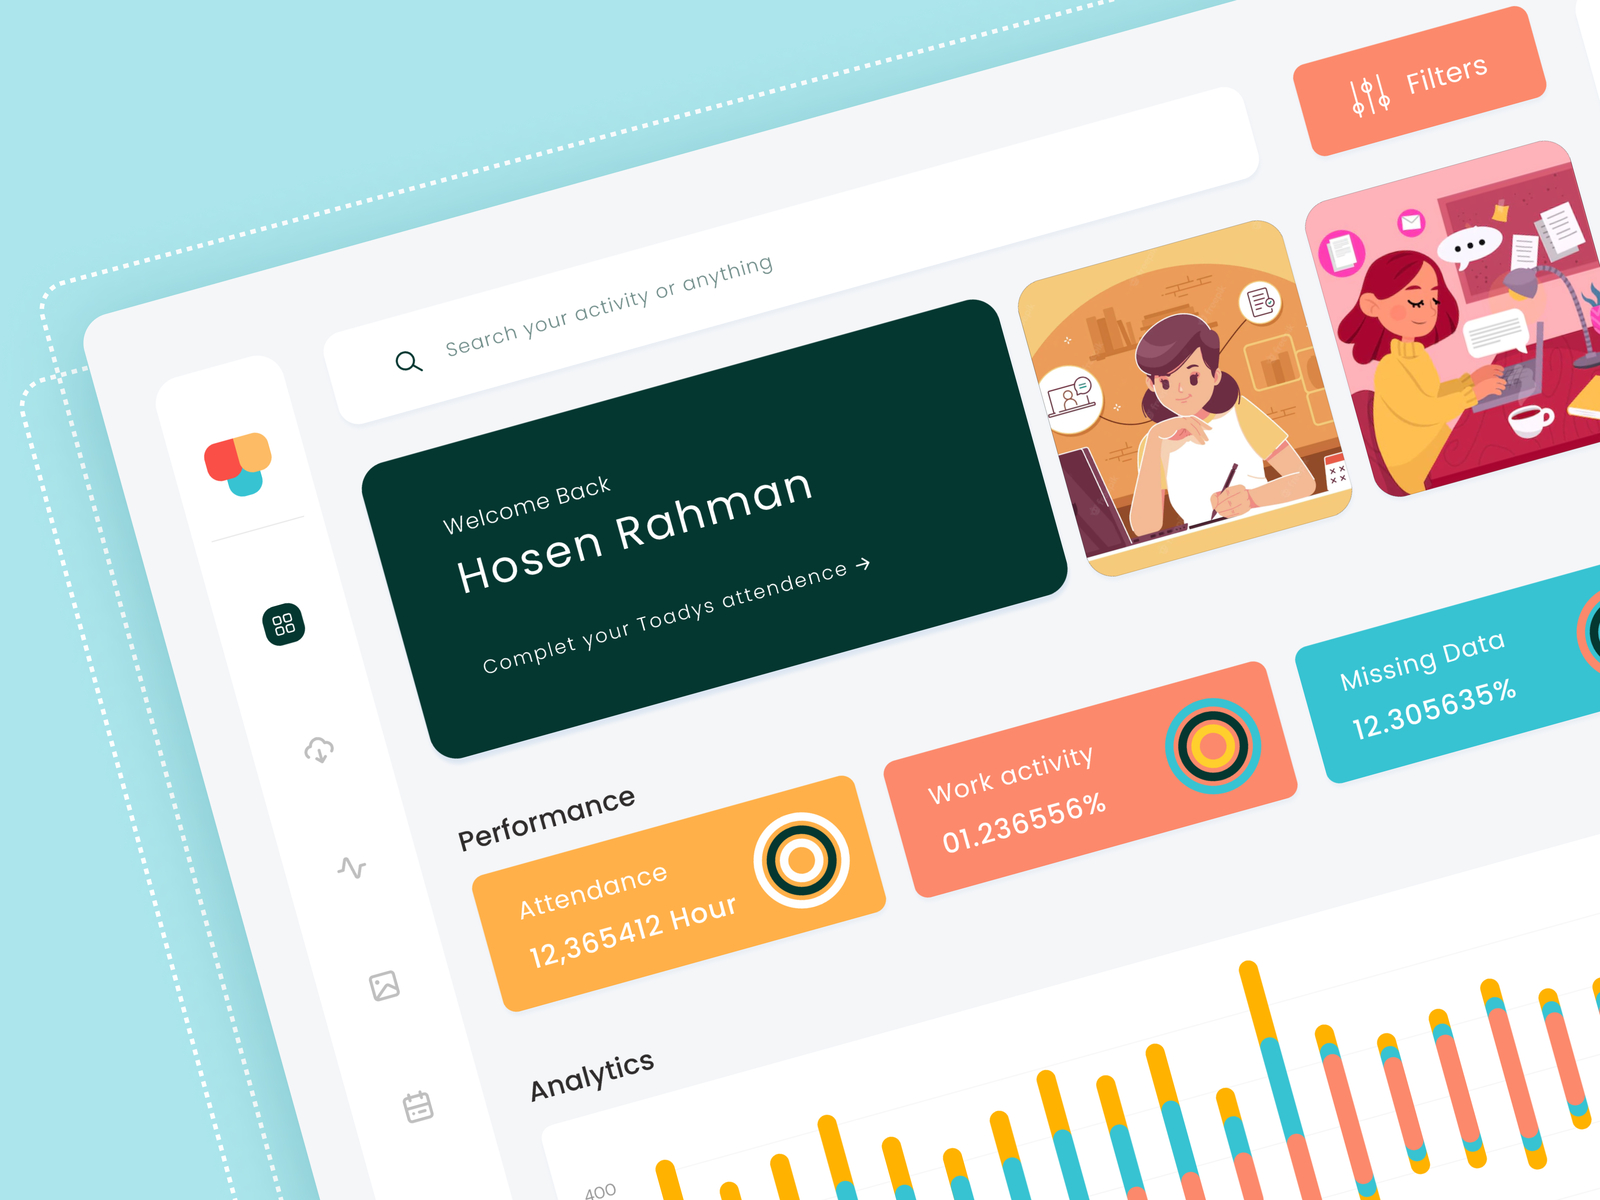 Filters
Search your activity or anything
Welcome Back
Hosen Rahman
Complet your Toadys attendence →
Performance
Attendance
12,365412 Hour
Work activity
01.236556%
Missing Data
12.305635%
Analytics
400